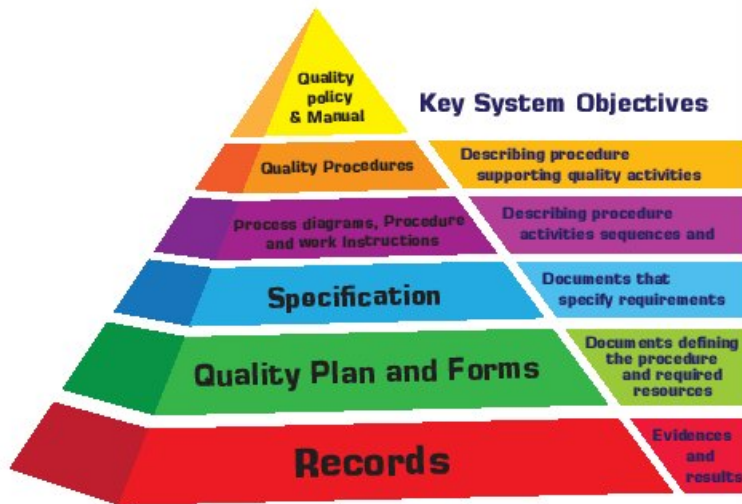 Quality
policy
& Manual
Key System Objectives
Quality Procedures
Describing procedure
supporting quality activities
Process diagrams, Procedure
and work Instructions
Describing procedure
activities sequences and
Specification
Documents that
specify requirements
Quality Plan and Forms
Documents defining
the procedure
and required
resources
Records
Evidences
and
results